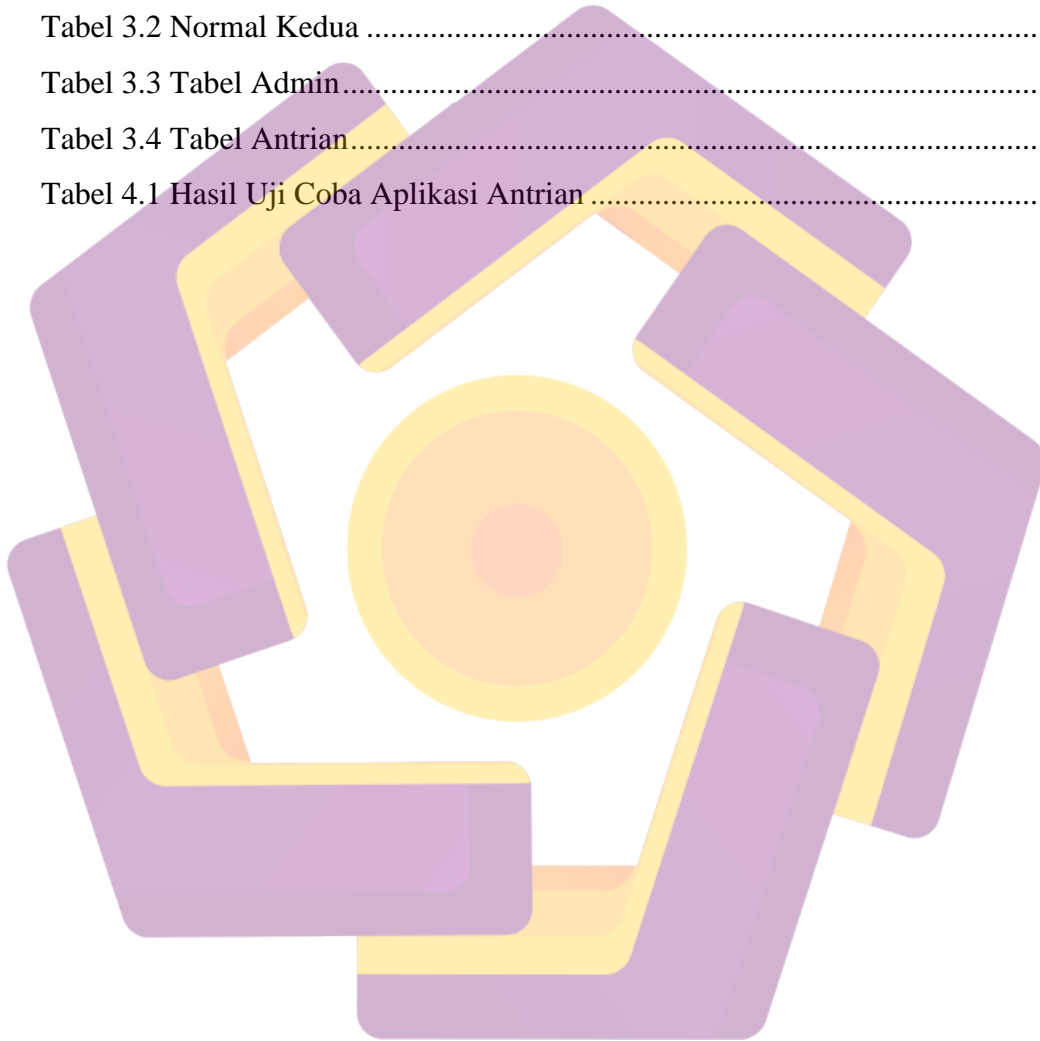 Tabel 3.2 Normal Kedua ....................................................................................
Tabel 3.3 Tabel Admin.......................................................................................
Tabel 3.4 Tabel Antrian......................................................................................
Tabel 4.1 Hasil Uji Coba Aplikasi Antrian ........................................................